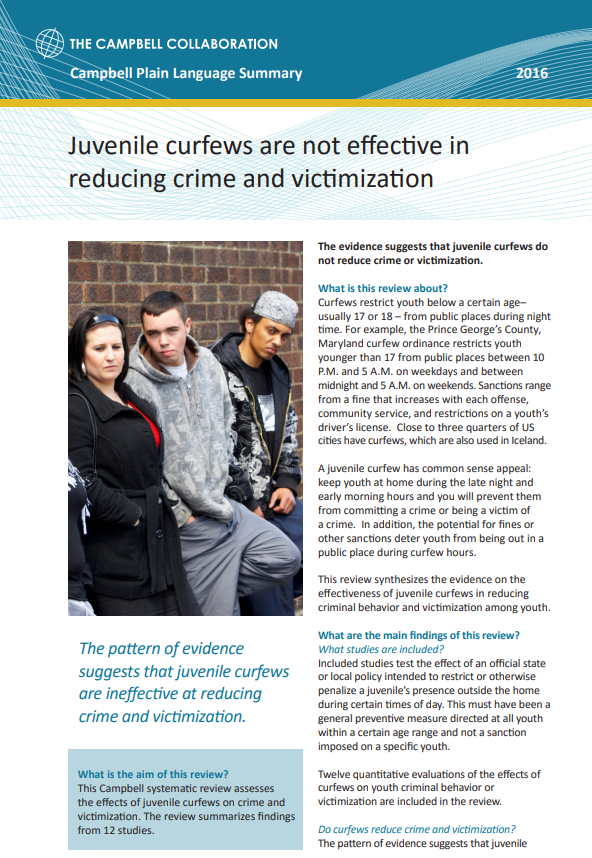 THE CAMPBELL COLLABORATION
Campbell Plain Language Summary
2016
Juvenile curfews are not effective in
reducing crime and victimization
The pattern of evidence
suggests that juvenile curfews
are ineffective at reducing
crime and victimization.
What is the aim of this review?
This Campbell systematic review assesses
the effects of juvenile curfews on crime and
victimization. The review summarizes findings
from 12 studies.
The evidence suggests that juvenile curfews do
not reduce crime or victimization.
What is this review about?
Curfews restrict youth below a certain age–
usually 17 or 18 – from public places during night
time. For example, the Prince George’s County,
Maryland curfew ordinance restricts youth
younger than 17 from public places between 10
P.M. and 5 A.M. on weekdays and between
midnight and 5 A.M. on weekends. Sanctions range
from a fine that increases with each offense,
community service, and restrictions on a youth’s
driver’s license.  Close to three quarters of US
cities have curfews, which are also used in Iceland.
A juvenile curfew has common sense appeal:
keep youth at home during the late night and
early morning hours and you will prevent them
from committing a crime or being a victim of
a crime.  In addition, the potential for fines or
other sanctions deter youth from being out in a
public place during curfew hours.
This review synthesizes the evidence on the
effectiveness of juvenile curfews in reducing
criminal behavior and victimization among youth.
What are the main findings of this review?
What studies are included?
Included studies test the effect of an official state
or local policy intended to restrict or otherwise
penalize a juvenile’s presence outside the home
during certain times of day. This must have been a
general preventive measure directed at all youth
within a certain age range and not a sanction
imposed on a specific youth.
Twelve quantitative evaluations of the effects of
curfews on youth criminal behavior or
victimization are included in the review.
Do curfews reduce crime and victimization?
The pattern of evidence suggests that juvenile